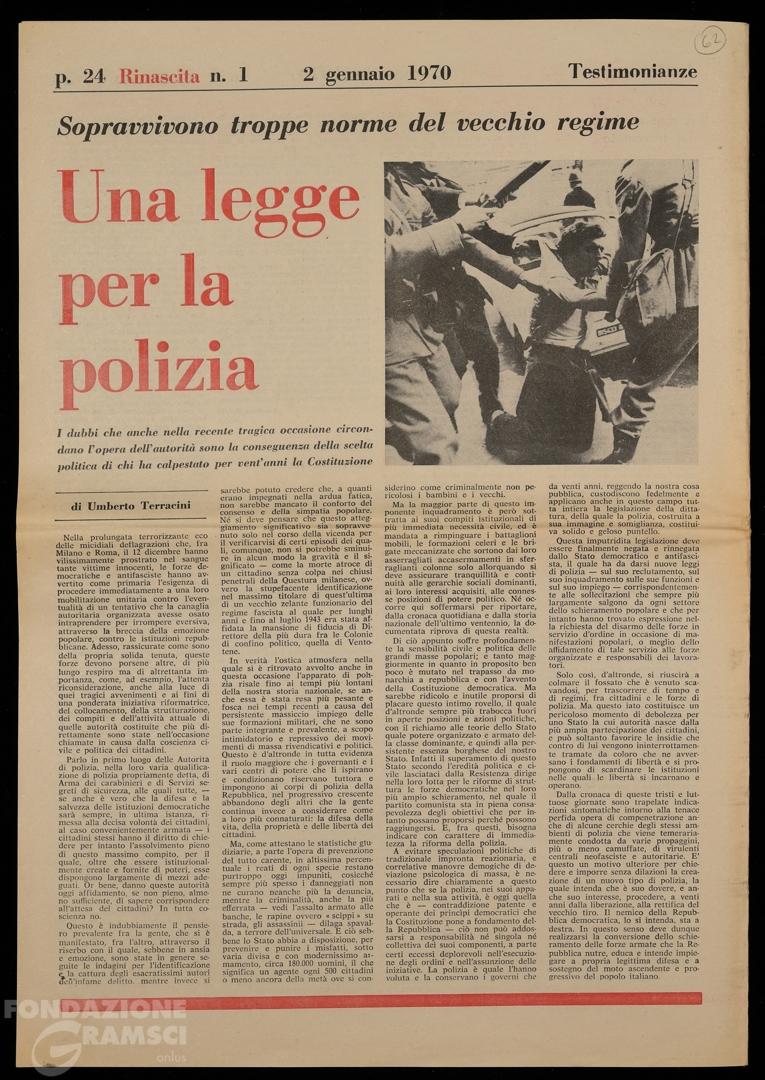 62
p. 24 Rinascita n. 1 2 gennaio 1970 Testimonianze
Sopravvivono troppe norme del vecchio regime
Una legge
per la
polizia
I dubbi che anche nella recente tragica occasione circon-
dano l'opera dell'autorità sono la conseguenza della scelta
politica di chi ha calpestato per vent'anni la Costituzione
di Umberto Terracini
Nella prolungata terrorizzante eco
delle micidiali deflagrazioni che, fra
Milano e Roma, il 12 dicembre hanno
vilissimamente prostrato nel sangue
tante vittime innocenti, le forze de-
mocratiche e antifasciste hanno av-
vertito come primaria l'esigenza di
procedere immediatamente a una loro
mobilitazione unitaria contro l'even-
tualità di un tentativo che la canaglia
autoritaria organizzata avesse osato
intraprendere per irrompere eversiva,
attraverso la breccia della emozione
popolare, contro le istituzioni repub-
blicane. Adesso, rassicurate come sono
della propria solida tenuta, queste
forze devono porsene altre, di più
lungo respiro ma di altrettanta im-
portanza, come, ad esempio, l'attenta
riconsiderazione, anche alla luce di
quei tragici avvenimenti e ai fini di
una ponderata iniziativa riformatrice,
del collocamento, della strutturazione,
dei compiti e dell'attività attuale di
quelle autorità costituite che più di-
rettamente sono state nell'occasione
chiamate in causa dalla coscienza ci-
vile e politica dei cittadini.
Parlo in primo luogo delle Autorità
di polizia, nella loro varia qualifica-
zione di polizia propriamente detta, di
Arma dei carabinieri e di Servizi se-
greti di sicurezza, alle quali tutte, —
se anche è vero che la difesa e la
salvezza delle istituzioni democratiche
sarà sempre, in ultima istanza, ri-
messa alla decisa volontà dei cittadini,
al caso convenientemente armata — i
cittadini stessi hanno il diritto di chie-
dere per intanto l'assolvimento pieno
di questo massimo compito, per il
quale, oltre che essere istituzional-
mente create e fornite di poteri, esse
dispongono largamente di mezzi ade-
guati. Or bene, danno queste autorità
oggi affidamento, se non pieno, alme-
no sufficiente, di sapere corrispondere
all'attesa dei cittadini? In tutta co-
scienza no.
Questo è indubbiamente il pensie-
ro prevalente fra la gente, che si è
manifestato, fra l'altro, attraverso il
riserbo con il quale, sebbene in ansia
e emozione, sono state in genere se-
guite le indagini per l'identificazione
e la cattura degli esacratissimi autori
dell'infame delitto, mentre invece si
sarebbe potuto credere che, a quanti
erano impegnati nella ardua fatica,
non sarebbe mancato il conforto del
consenso e della simpatia popolare.
Né si deve pensare che questo atteg-
giamento significativo sia sopravve-
nuto solo nel corso della vicenda per
il verificarvisi di certi episodi dei qua-
li, comunque, non si potrebbe sminui-
re in alcun modo la gravità e il si-
gnificato — come la morte atroce di
un cittadino senza colpa nei chiusi
penetrali della Questura milanese, ov-
vero la stupefacente identificazione
nel massimo titolare di quest'ultima
di un vecchio zelante funzionario del
regime fascista al quale per lunghi
anni e fino al luglio 1943 era stata af-
fidata la mansione di fiducia di Di-
rettore della più dura fra le Colonie
di confino politico, quella di Vento-
tene.
In verità l'ostica atmosfera nella
quale si è ritrovato avvolto anche in
questa occasione l'apparato di poli-
zia risale fino ai tempi più lontani
della nostra storia nazionale, se an-
che essa è stata resa più pesante e
fosca nei tempi recenti a causa del
persistente massiccio impiego delle
sue formazioni militari, che ne sono
parte integrante e prevalente, a scopo
intimidatorio e repressivo dei movi-
menti di massa rivendicativi e politici.
Questo è d'altronde in tutta evidenza
il ruolo maggiore che i governanti e i
vari centri di potere che li ispirano
e condizionano riservano tuttora e
impongono ai corpi di polizia della
Repubblica, nel progressivo crescente
abbandono degli altri che la gente
continua invece a considerare come
a loro più connaturati: la difesa della
vita, della proprietà e delle libertà dei
cittadini.
Ma, come attestano le statistiche giu-
diziarie, a parte l'opera di prevenzione
del tutto carente, in altissima percen-
tuale i reati di ogni specie restano
purtroppo oggi impuniti, cosicché
sempre più spesso i danneggiati non
ne curano neanche più la denuncia,
mentre la criminalità, anche la più
efferrata — vedi l'assalto armato alle
banche, le rapine ovvero « scippi » su
strada, gli assassinii — dilaga spaval-
da, a terrore dell'universale. E ciò seb-
bene lo Stato abbia a disposizione, per
prevenire e punire i misfatti, sotto
varia divisa e con modernissimo ar-
mamento, circa 180.000 uomini, il che
significa un agente ogni 500 cittadini
o meno ancora della metà ove si con-
siderino come criminalmente non pe-
ricolosi i bambini e i vecchi.
Ma la maggior parte di questo im-
ponente inquadramento è però sot-
tratta ai suoi compiti istituzionali di
più immediata necessità civile, ed è
mandata a rimpinguare i battaglioni
mobili, le formazioni celeri e le bri-
gate meccanizzate che sortono dai loro
asserragliati accasermamenti in sfer-
raglianti colonne solo allorquando si
deve assicurare tranquillità e conti-
nuità alle gerarchie sociali dominanti,
ai loro interessi acquisiti, alle connes-
se posizioni di potere politico. Né oc-
corre qui soffermarsi per riportare,
dalla cronaca quotidiana e dalla storia
nazionale dell'ultimo ventennio, la do-
cumentata riprova di questa realtà.
Di ciò appunto soffre profondamen-
te la sensibilità civile e politica delle
grandi masse popolari; e tanto mag-
giormente in quanto in proposito ben
poco è mutato nel trapasso da mo-
narchia a repubblica e con l'avvento
della Costituzione democratica. Ma
sarebbe ridicolo e inutile proporsi di
placare questo intimo rovello, il quale
d'altronde sempre più trabocca fuori
in aperte posizioni e azioni politiche,
con il richiamo alle teorie dello Stato
quale potere organizzato e armato del-
la classe dominante, e quindi alla per-
sistente essenza borghese del nostro
Stato. Infatti il superamento di questo
Stato secondo l'eredità politica e ci-
vile lasciataci dalla Resistenza dirige
nella loro lotta per le riforme di strut-
tura le forze democratiche nel loro
più ampio schieramento, nel quale il
partito comunista sta in piena consa-
pevolezza degli obiettivi che per in-
tanto possano proporsi perché possono
raggiungersi. E, fra questi, bisogna
indicare con carattere di immedia-
tezza la riforma della polizia.
A evitare speculazioni politiche di
tradizionale impronta reazionaria, e
correlative manovre demogiche di de-
viazione psicologica di massa, è ne-
cessario dire chiaramente a questo
punto che se la polizia, nei suoi appa-
rati e nella sua attività, è oggi quella
che è — contraddizione patente e
operante dei principi democratici che
la Costituzione pone a fondamento del-
la Repubblica — ciò non può addos-
sarsi a responsabilità né singola né
collettiva dei suoi componenti, a parte
certi eccessi deplorevoli nell'esecuzio-
ne degli ordini e nell'assunzione delle
iniziative. La polizia è quale l'hanno
voluta e la conservano i governi che
da venti anni, reggendo la nostra cosa
pubblica, custodiscono fedelmente e
applicano anche in questo campo tut-
ta intiera la legislazione della ditta-
tura, della quale la polizia, costruita a
sua immagine e somiglianza, costitui-
va solido e geloso puntello.
Questa impurtridita legislazione deve
essere finalmente negata e rinnegata
dallo Stato democratico e antifasci-
sta, il quale ha da darsi nuove leggi
di polizia — sul suo reclutamento, sul
suo inquadramento sulle sue funzioni e
sul suo impiego — corrispondentemen-
te alle sollecitazioni che sempre più
largamente salgono da ogni settore
dello schieramento popolare e che per
intanto hanno trovato espressione nel-
la richiesta del disarmo delle forze in
servizio d'ordine in occasione di ma-
nifestazioni popolari, o meglio dello
affidamento di tale servizio alle forze
organizzate e responsabili dei lavora-
tori.
Solo così, d'altronde, si riuscirà a
colmare il fossato che è venuto sca-
vandosi, per trascorrere di tempo e
di regimi, fra cittadini e le forze di
polizia. Ma questo iato costituisce un
pericoloso momento di debolezza per
uno Stato la cui autorità nasce dalla
più ampia partecipazione dei cittadini,
e può soltanto favorire le insidie che
contro di lui vengono ininterrottamen-
te tramate da coloro che ne avver-
sano i fondamenti di libertà e si pro-
pongono di scardinare le istituzioni
nelle quali le libertà si incarnano e
operano.
Dalla cronaca di queste tristi e lut-
tuose giornate sono trapelate indica-
zioni sintomatiche intorno alla tenace
perfida opera di compenetrazione an-
che di alcune cerchie degli stessi am-
bienti di polizia che viene temeraria-
mente condotta da varie propaggini,
più o meno camuffate, di virulenti
centrali neofasciste e autoritarie. E'
questo un motivo ulteriore per chie-
dere e imporre senza dilazioni la crea-
zione di un nuovo tipo di polizia, la
quale intenda che è suo dovere, e an-
che suo interesse, procedere, a venti
anni dalla liberazione, alla rettifica del
vecchio tiro. Il nemico della Repub-
blica democratica, lo si intenda, sta a
destra. In questo senso deve dunque
realizzarsi la conversione dello schie-
ramento delle forze armate che la Re-
pubblica nutre, educa e intende impie-
gare a propria legittima difesa e a
sostegno del moto ascendente e pro-
gressivo del popolo italiano.
FONDAZIONE
GRAMSCI
onlus